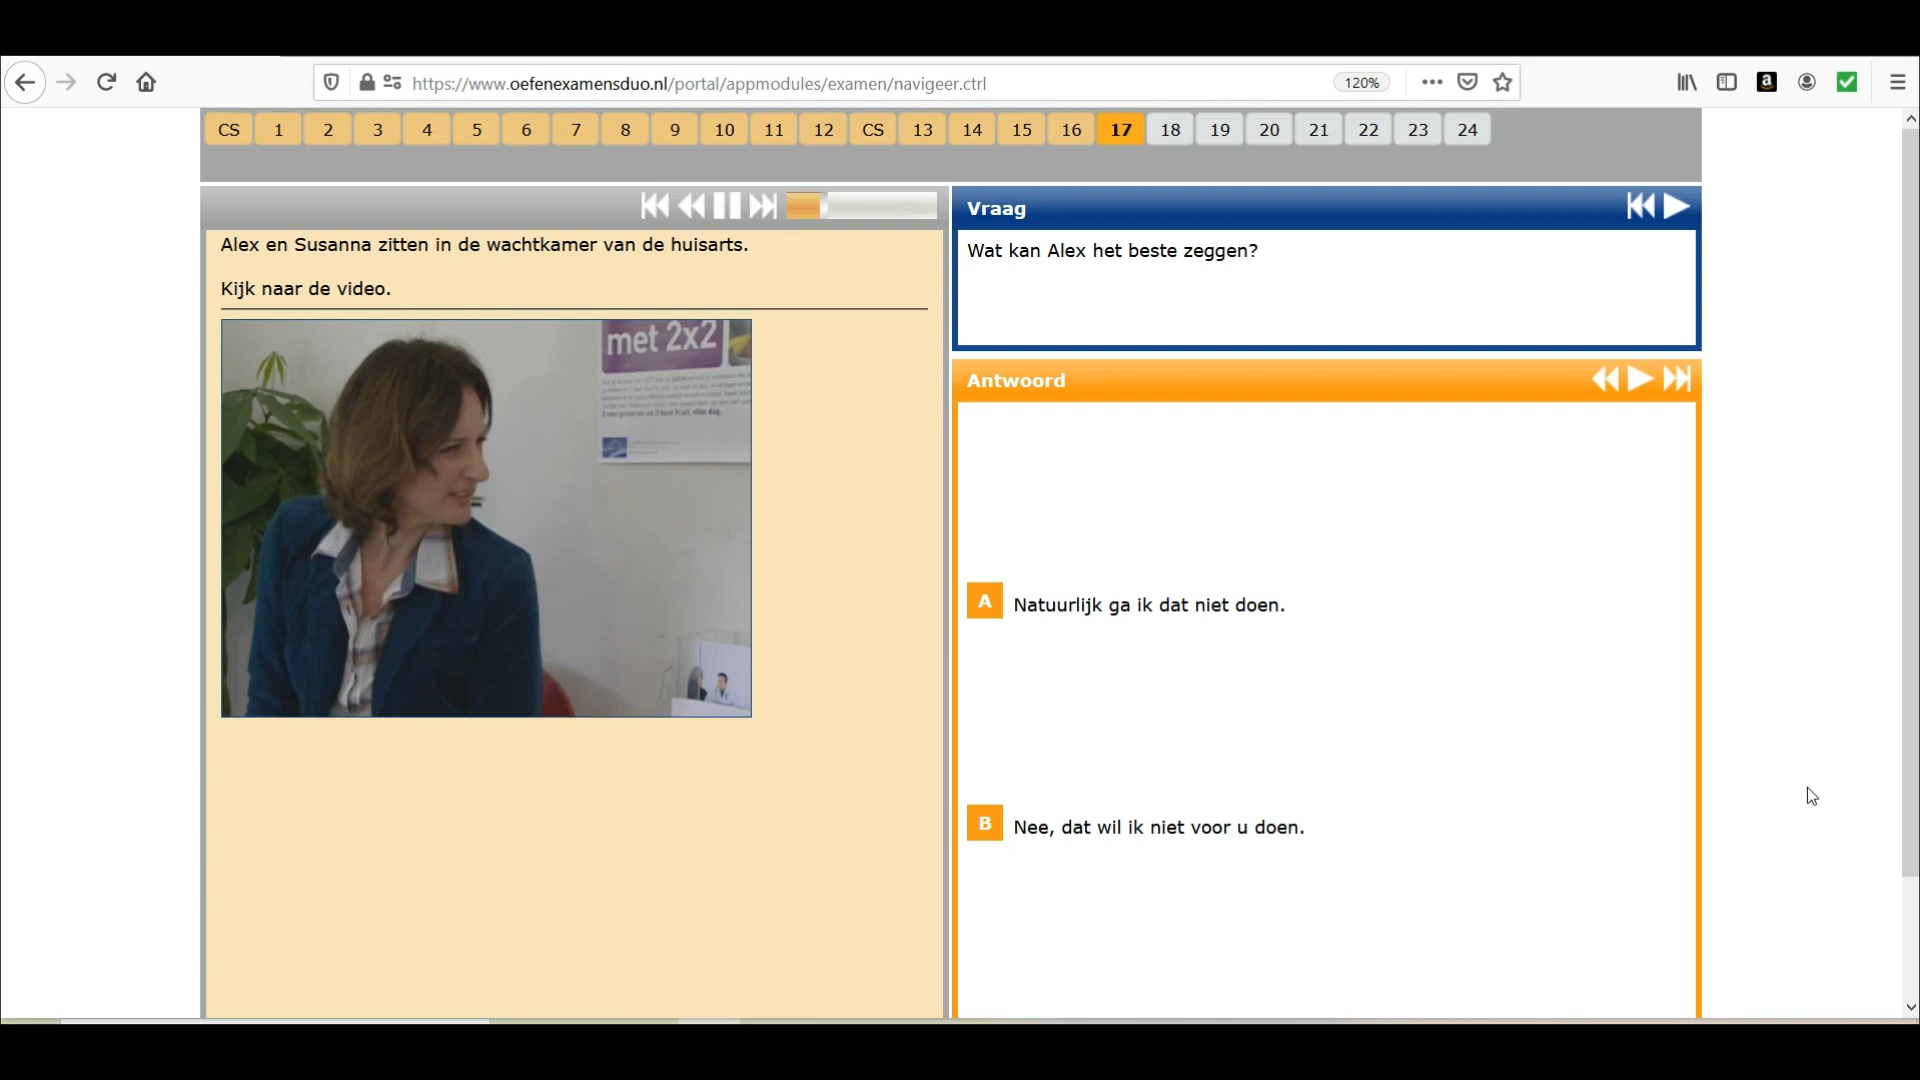 https://www.oefenexamensduo.nl/portal/appmodules/examen/navigeer.ctrl
120%
CS 1 2 3 4 5 6 7 8 9 10 11 12 CS 13 14 15 16 17 18 19 20 21 22 23 24
Alex en Susanna zitten in de wachtkamer van de huisarts.
Kijk naar de video.
met 2x2
Vraag
Wat kan Alex het beste zeggen?
Antwoord
A Natuurlijk ga ik dat niet doen.
B Nee, dat wil ik niet voor u doen.